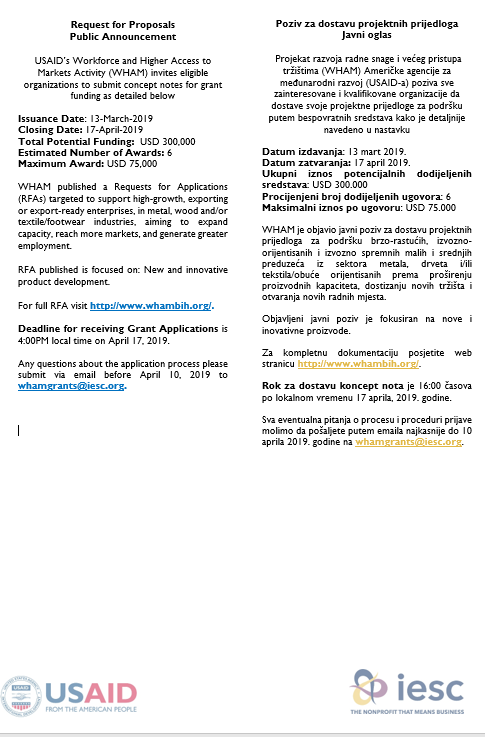 Request for Proposals
Public Announcement
USAID's Workforce and Higher Access to
Markets Activity (WHAM) invites eligible
organizations to submit concept notes for grant
funding as detailed below
Issuance Date: 13-March-2019
Closing Date: 17-April-2019
Total Potential Funding: USD 300,000
Estimated Number of Awards: 6
Maximum Award: USD 75,000
WHAM published a Requests for Applications
(RFAs) targeted to support high-growth, exporting
or export-ready enterprises, in metal, wood and/or
textile/footwear industries, aiming to expand
capacity, reach more markets, and generate greater
employment.
RFA published is focused on: New and innovative
product development.
For full RFA visit http://www.whambih.org/.
Deadline for receiving Grant Applications is
4:00PM local time on April 17, 2019.
Any questions about the application process please
submit via email before April 10, 2019 to
whamgrants@iesc.org.
Poziv za dostavu projektnih prijedloga
Javni oglas
Projekat razvoja radne snage i većeg pristupa
tržištima (WHAM) Američke agencije za
međunarodni razvoj (USAID-a) poziva sve
zainteresovane i kvalifikovane organizacije da
dostave svoje projektne prijedloge za podršku
putem bespovratnih sredstava kako je detaljnije
navedeno u nastavku
Datum izdavanja: 13 mart 2019.
Datum zatvaranja: 17 april 2019.
Ukupni iznos potencijalnih dodijeljenih
sredstava: USD 300.000
Procijenjeni broj dodijeljenih ugovora: 6
Maksimalni iznos po ugovoru: USD 75.000
WHAM je objavio javni poziv za dostavu projektnih
prijedloga za podršku brzo-rastućih, izvozno-
orijentisanih i izvozno spremnih malih i srednjih
preduzeća iz sektora metala, drveta i/ili
tekstila/obuće orijentisanih prema proširenju
proizvodnih kapaciteta, dostizanju novih tržišta i
otvaranja novih radnih mjesta.
Objavljeni javni poziv je fokusiran na nove i
inovativne proizvode.
Za kompletnu dokumentaciju posjetite web
stranicu http://www.whambih.org/.
Rok za dostavu koncept nota je 16:00 časova
po lokalnom vremenu 17 aprila, 2019. godine.
Sva eventualna pitanja o procesu i proceduri prijave
molimo da pošaljete putem emaila najkasnije do 10
aprila 2019. godine na whamgrants@iesc.org.
USAID
FROM THE AMERICAN PEOPLE
iesc
THE NONPROFIT THAT MEANS BUSINESS